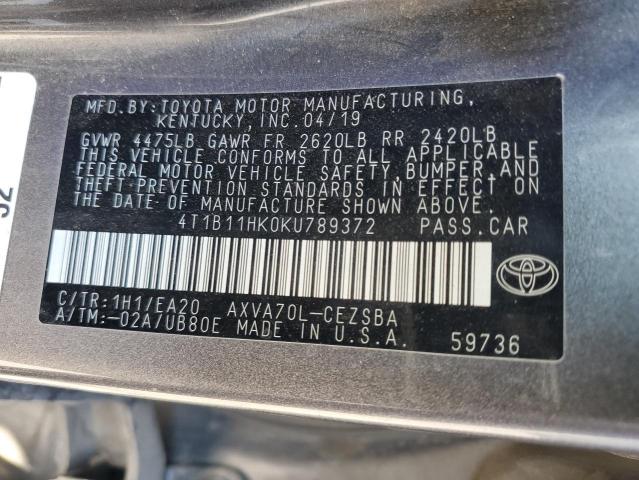 MFD.BY:TOYOTA MOTOR MANUFACTURING,
KENTUCKY, INC. 04/19
GVWR 4475LB GAWR FR 2620LB RR 2420LB
THIS VEHICLE CONFORMS TO ALL APPLICABLE
FEDERAL MOTOR VEHICLE SAFETY, BUMPER, AND
THEFT PREVENTION STANDARDS IN EFFECT ON
THE DATE OF MANUFACTURE SHOWN ABOVE.
4T1B11HK0KU789372 PASS.CAR
C/TR:1H1/EA20 AXVA70L-CEZSBA
A/TM:-02A/UB80E MADE IN U.S.A.
59736